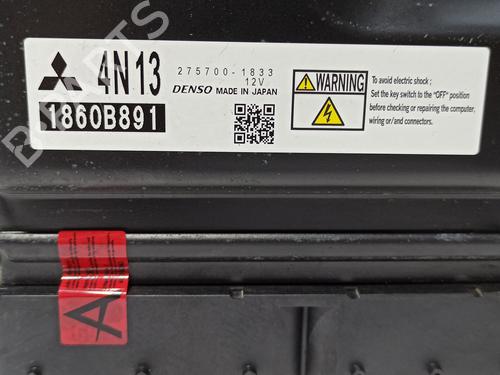 4N13
275700-1833
12V
1860B891
DENSO MADE IN JAPAN
WARNING
To avoid electric shock ;
Set the key switch to the "OFF" position
before checking or repairing the computer,
wiring or/and connectors.
A